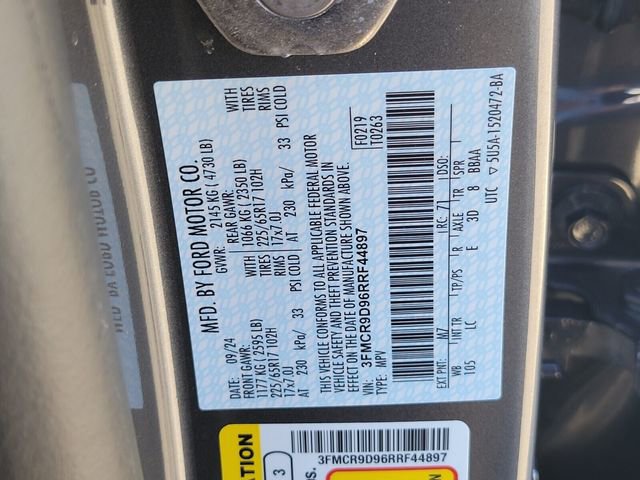 MFD. BY FORD MOTOR CO.
09/24 GVWR: 2145 KG ( 4730 LB)
FRONT GAWR: REAR GAWR: WITH
1177 KG ( 2595 LB) 1066 KG ( 2350 LB) TIRES
225/65R17 102H 225/65R17 102H RIMS
17x7.0J 17x7.0J
AT 230 kPa/ 33 PSI COLD AT 230 kPa/ 33 PSI COLD
WITH
TIRES
RIMS
THIS VEHICLE CONFORMS TO ALL APPLICABLE FEDERAL MOTOR
VEHICLE SAFETY AND THEFT PREVENTION STANDARDS IN
EFFECT ON THE DATE OF MANUFACTURE SHOWN ABOVE.
F0219
T0263
VIN: 3FMCR9D96RRF44897
TYPE: MPV
EXT PNT: M7 RC: 71 DSO:
WB INT TR TP/PS R AXLE TR SPR
105 LC E 3D 8 BBAA
UTC ▽ 5U5A-1520472-BA
3FMCR9D96RRF44897
3